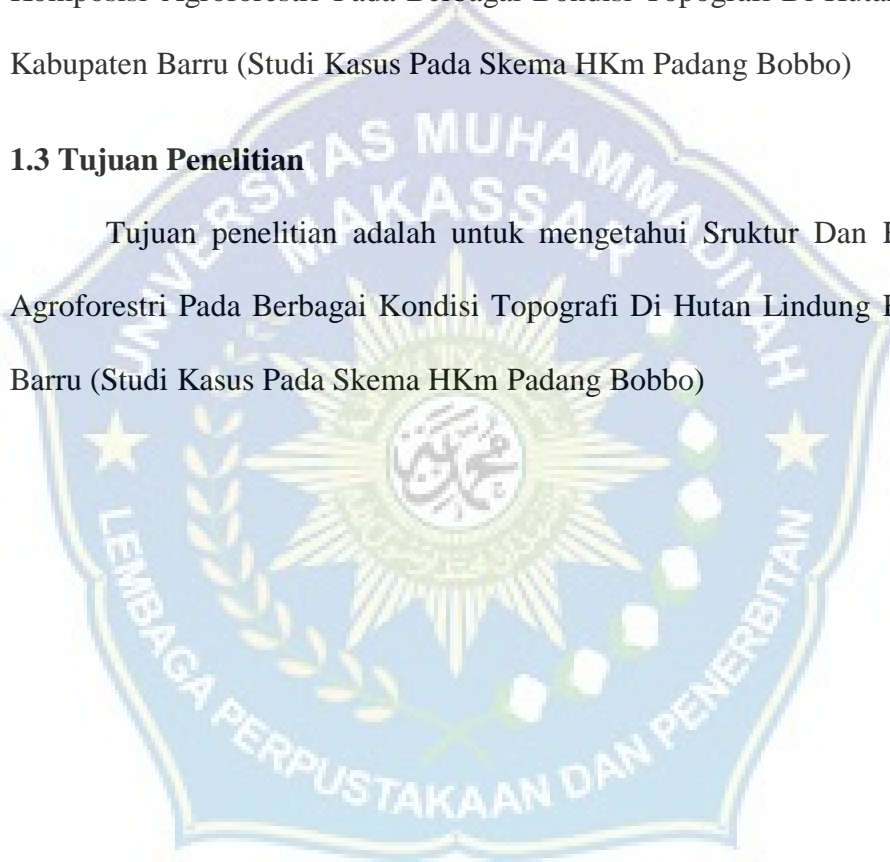 Komposisi Agroforestri Pada Berbagai Bondisi Topografi Di Hutan
Kabupaten Barru (Studi Kasus Pada Skema HKm Padang Bobbo)
1.3 Tujuan Penelitian
Tujuan penelitian adalah untuk mengetahui Sruktur Dan
Agroforestri Pada Berbagai Kondisi Topografi Di Hutan Lindung
Barru (Studi Kasus Pada Skema HKm Padang Bobbo)
UNIVERSITAS MUHAMMADIYAH
MAKASSAR
LEMBAGA PERPUSTAKAAN DAN PENERBITAN